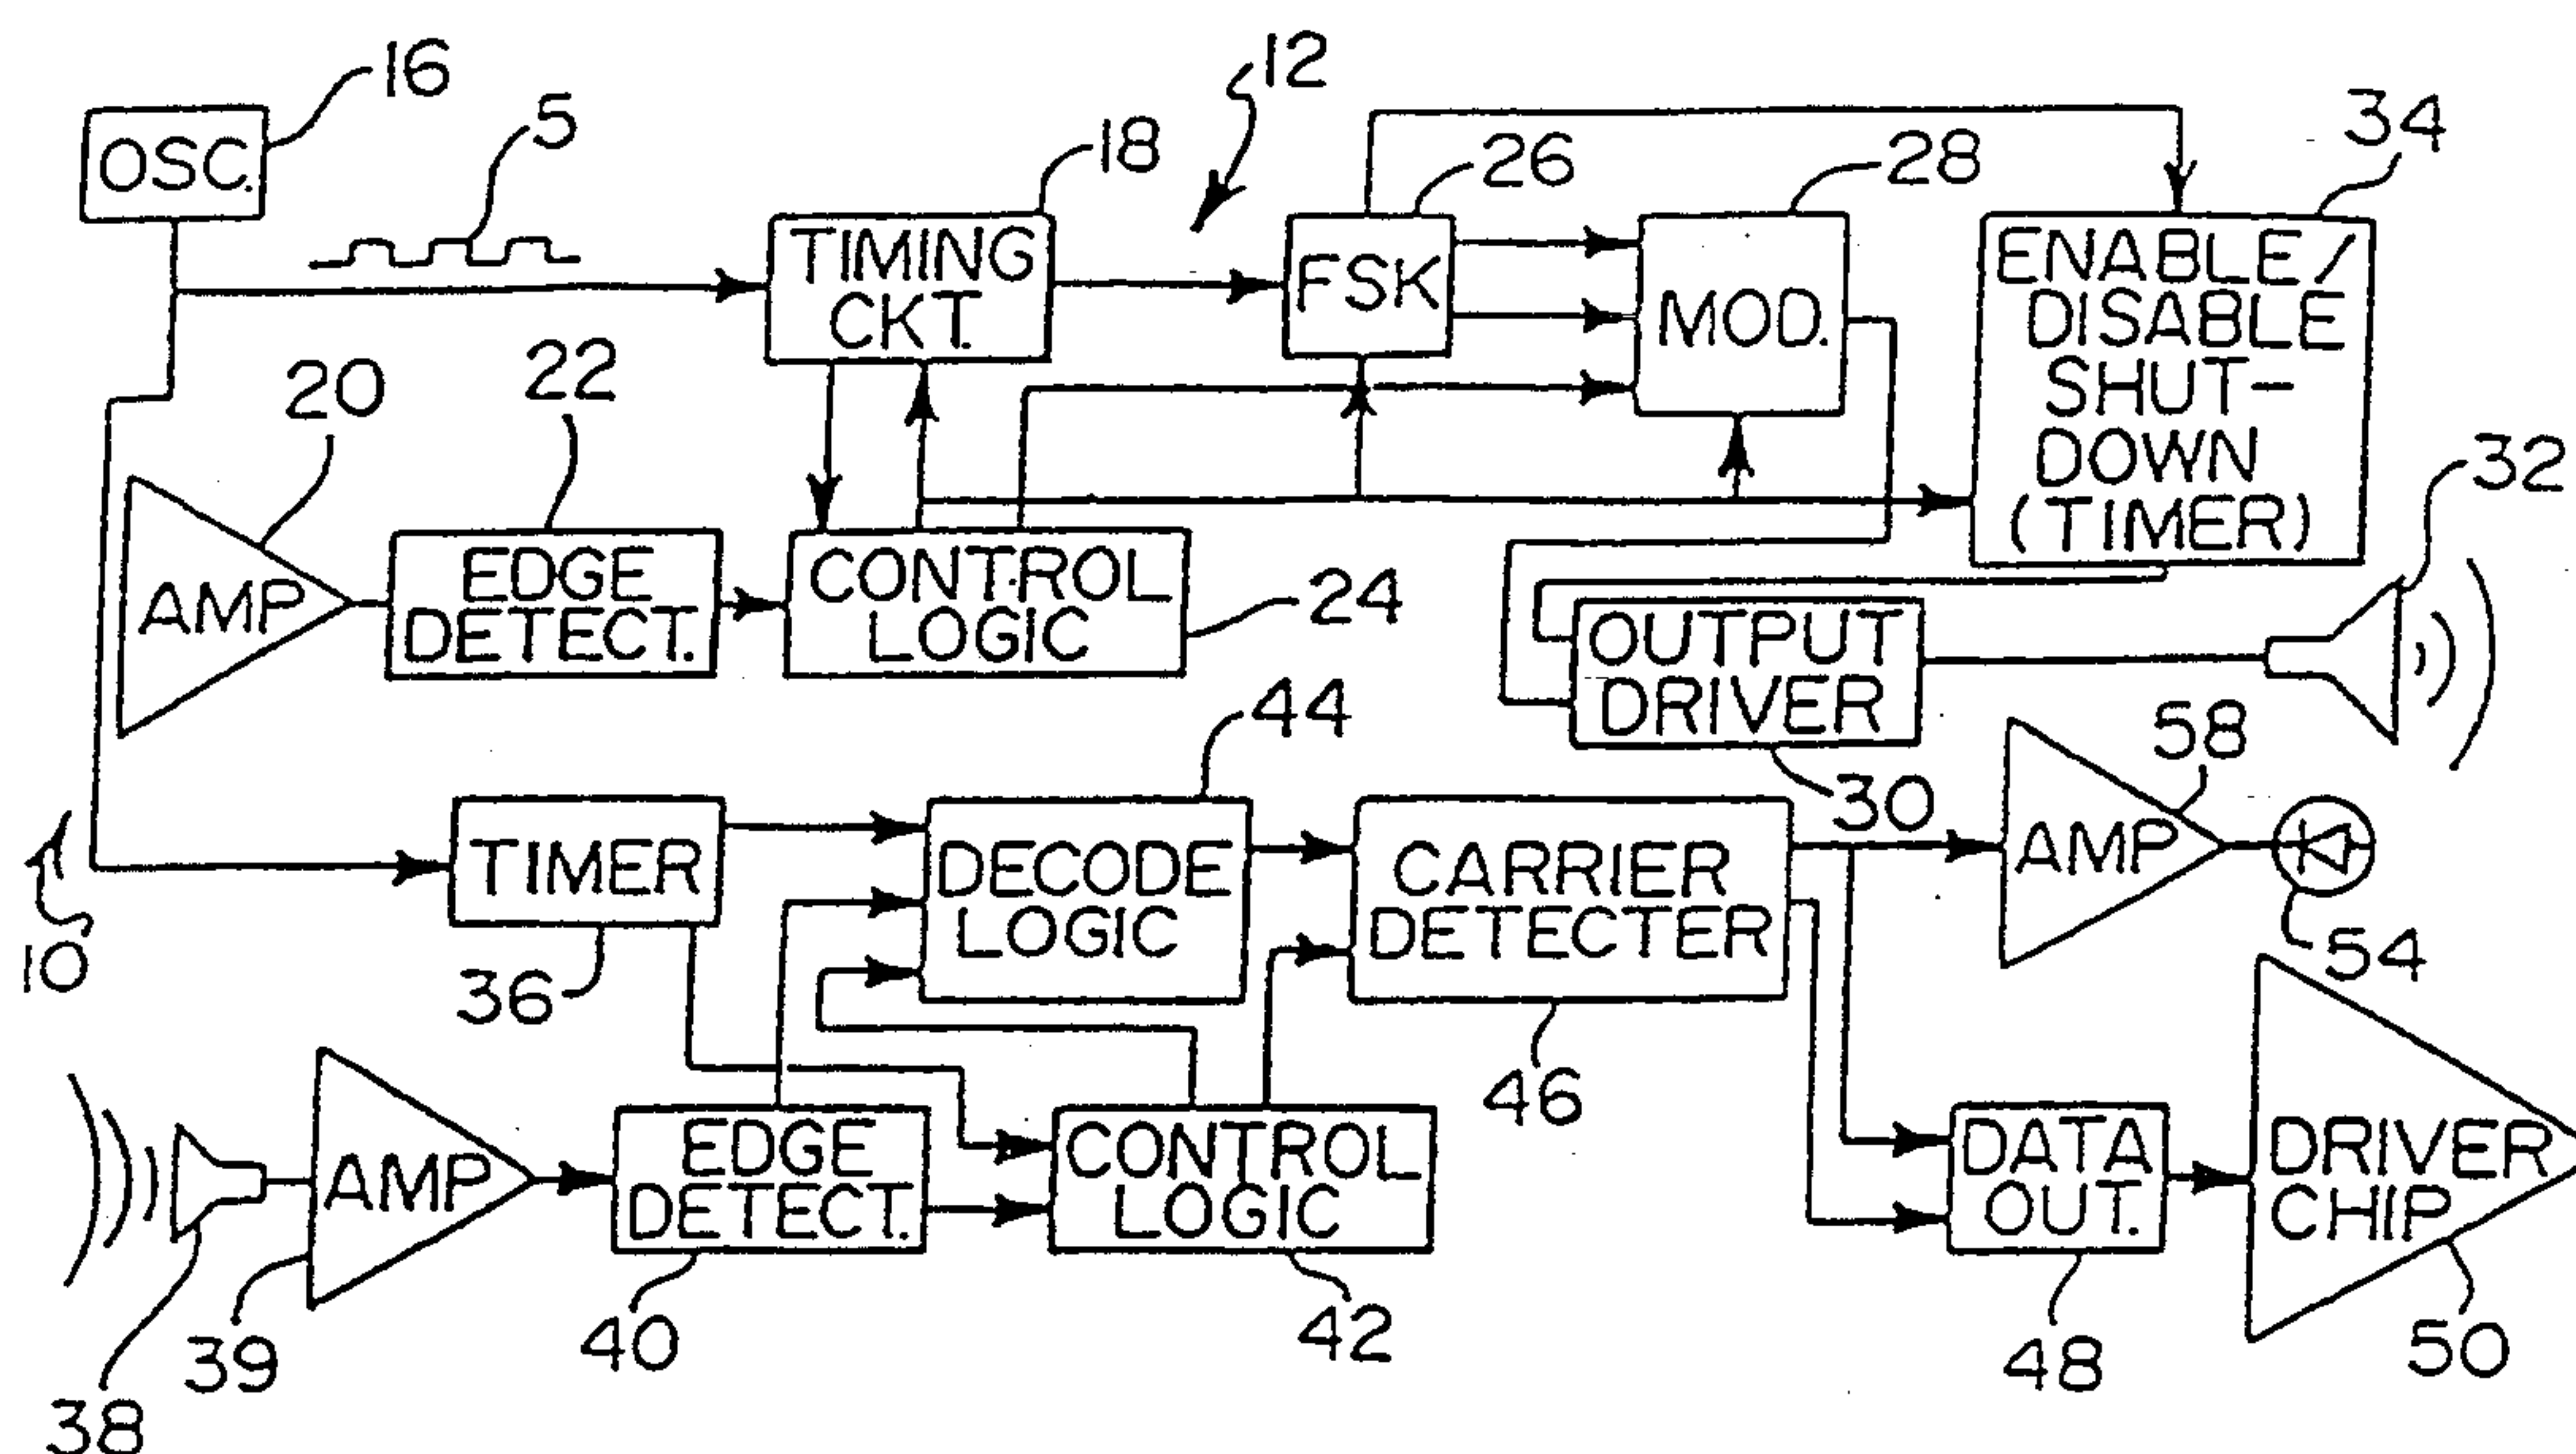 16
OSC.
5
12
18
TIMING
CKT.
26
FSK
28
MOD.
34
ENABLE/
DISABLE
SHUT-
DOWN
(TIMER)
20
AMP
22
EDGE
DETECT.
CONTROL
LOGIC
24
32
OUTPUT
DRIVER
30
10
TIMER
36
44
DECODE
LOGIC
CARRIER
DETECTER
46
58
AMP
54
38
39
AMP
EDGE
DETECT.
40
CONTROL
LOGIC
42
DATA
OUT.
48
DRIVER
CHIP
50